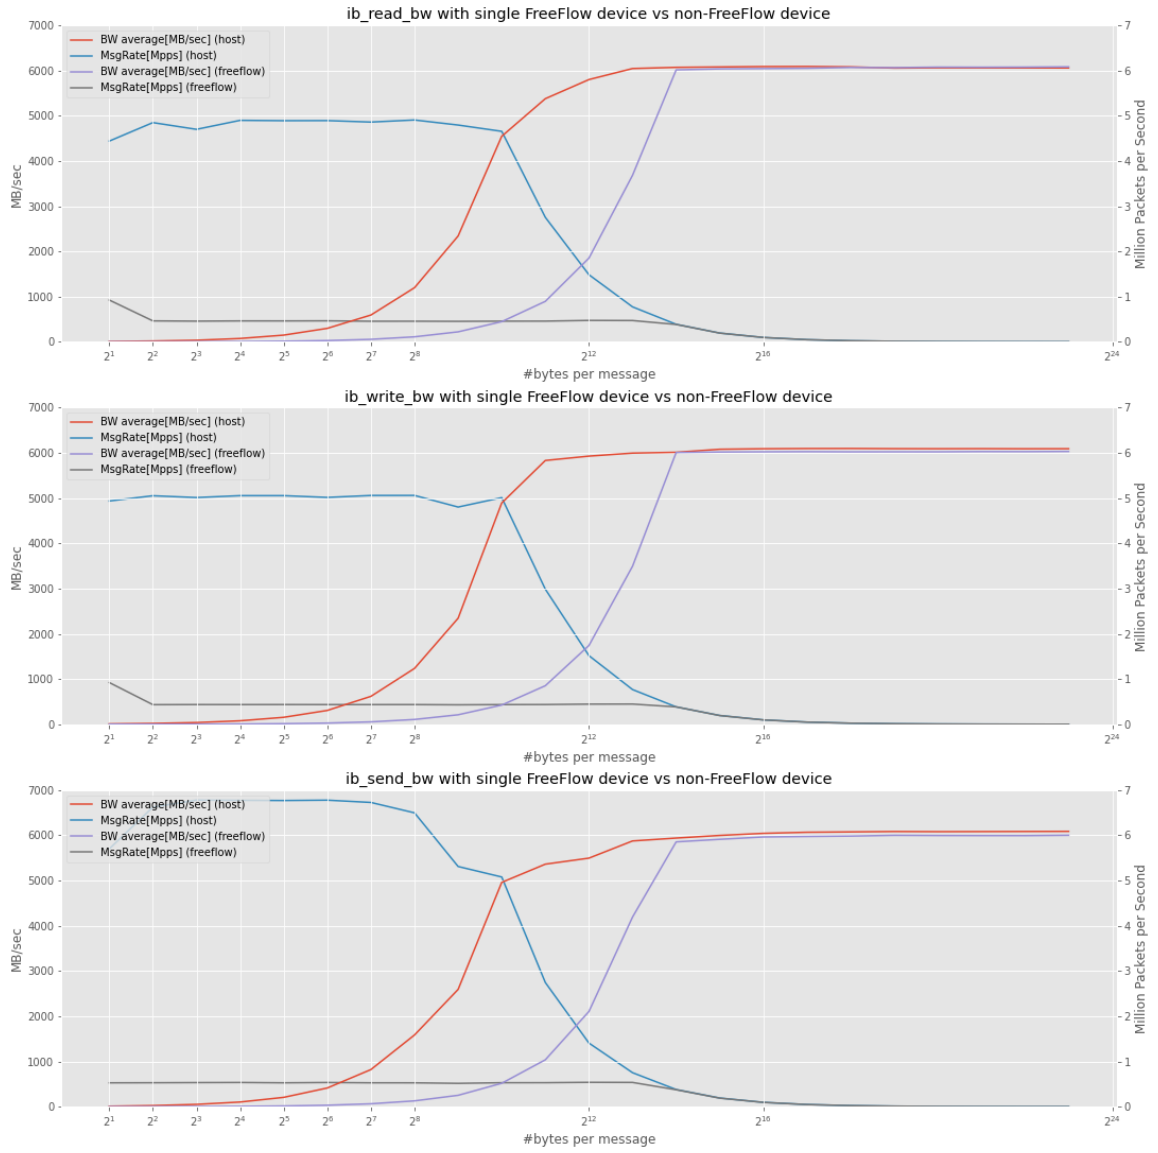 ib_read_bw with single FreeFlow device vs non-FreeFlow device
7000
6000
5000
4000
3000
2000
1000
0
MB/sec
BW average[MB/sec] (host)
MsgRate[Mpps] (host)
BW average[MB/sec] (freeflow)
MsgRate[Mpps] (freeflow)
7
6
5
4
3
2
1
0
Million Packets per Second
2¹ 2² 2³ 2⁴ 2⁵ 2⁶ 2⁷ 2⁸ 2¹² 2¹⁶ 2²⁴
#bytes per message
ib_write_bw with single FreeFlow device vs non-FreeFlow device
7000
6000
5000
4000
3000
2000
1000
0
MB/sec
BW average[MB/sec] (host)
MsgRate[Mpps] (host)
BW average[MB/sec] (freeflow)
MsgRate[Mpps] (freeflow)
7
6
5
4
3
2
1
0
Million Packets per Second
2¹ 2² 2³ 2⁴ 2⁵ 2⁶ 2⁷ 2⁸ 2¹² 2¹⁶ 2²⁴
#bytes per message
ib_send_bw with single FreeFlow device vs non-FreeFlow device
7000
6000
5000
4000
3000
2000
1000
0
MB/sec
BW average[MB/sec] (host)
MsgRate[Mpps] (host)
BW average[MB/sec] (freeflow)
MsgRate[Mpps] (freeflow)
7
6
5
4
3
2
1
0
Million Packets per Second
2¹ 2² 2³ 2⁴ 2⁵ 2⁶ 2⁷ 2⁸ 2¹² 2¹⁶ 2²⁴
#bytes per message